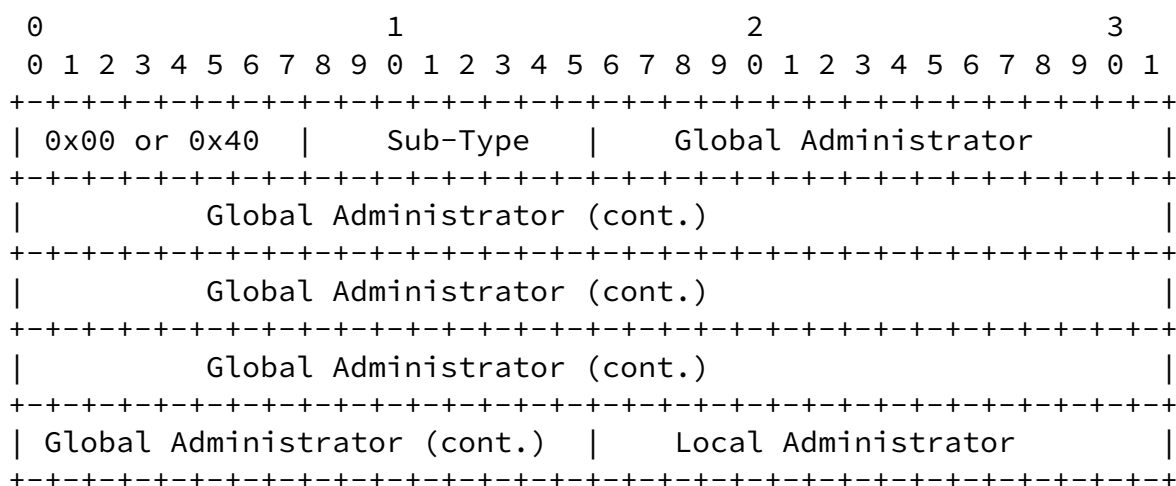 0                   1                   2                   3
 0 1 2 3 4 5 6 7 8 9 0 1 2 3 4 5 6 7 8 9 0 1 2 3 4 5 6 7 8 9 0 1
+-+-+-+-+-+-+-+-+-+-+-+-+-+-+-+-+-+-+-+-+-+-+-+-+-+-+-+-+-+-+-+-+
| 0x00 or 0x40  |    Sub-Type   |    Global Administrator       |
+-+-+-+-+-+-+-+-+-+-+-+-+-+-+-+-+-+-+-+-+-+-+-+-+-+-+-+-+-+-+-+-+
|          Global Administrator (cont.)                         |
+-+-+-+-+-+-+-+-+-+-+-+-+-+-+-+-+-+-+-+-+-+-+-+-+-+-+-+-+-+-+-+-+
|          Global Administrator (cont.)                         |
+-+-+-+-+-+-+-+-+-+-+-+-+-+-+-+-+-+-+-+-+-+-+-+-+-+-+-+-+-+-+-+-+
|          Global Administrator (cont.)                         |
+-+-+-+-+-+-+-+-+-+-+-+-+-+-+-+-+-+-+-+-+-+-+-+-+-+-+-+-+-+-+-+-+
| Global Administrator (cont.)  |    Local Administrator        |
+-+-+-+-+-+-+-+-+-+-+-+-+-+-+-+-+-+-+-+-+-+-+-+-+-+-+-+-+-+-+-+-+